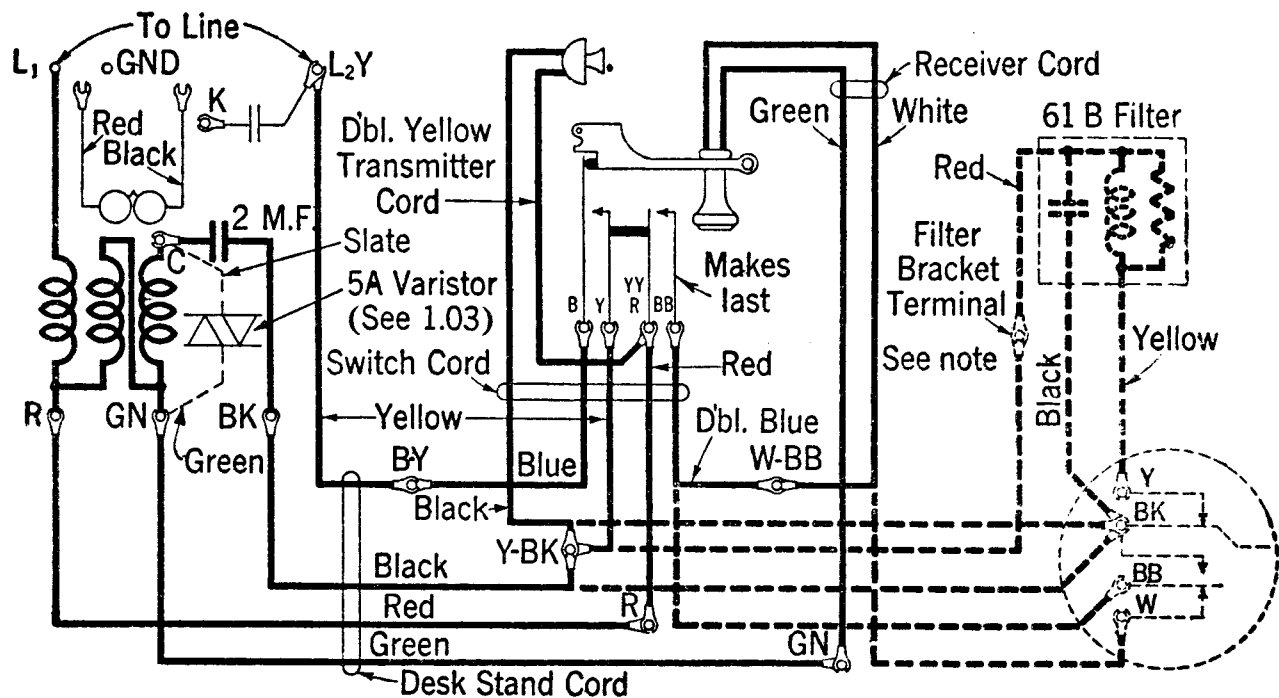 To Line
L1
GND
L2Y
K
Red
Black
D'bl. Yellow
Transmitter
Cord
2 M.F.
C
Slate
5A Varistor
(See 1.03)
Switch Cord
R
GN
BK
Green
Yellow
B-Y
Blue
Black
Y-BK
Black
Red
Green
R
GN
Desk Stand Cord
B
Y
YY
R
BB
Makes
last
Red
D'bl. Blue
W-BB
Receiver Cord
Green
White
61 B Filter
Red
Filter
Bracket
Terminal
See note
Black
Yellow
Y
BK
BB
W